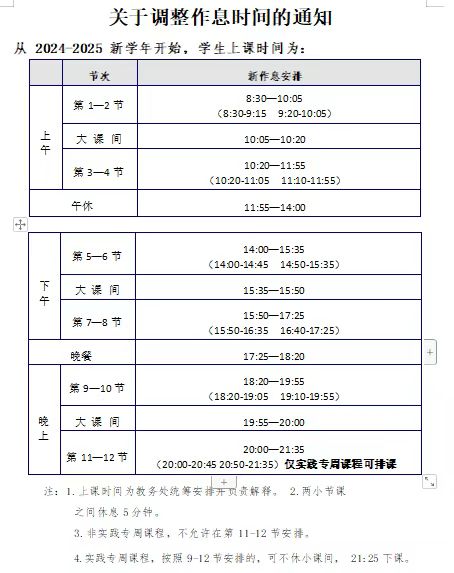 关于调整作息时间的通知
从 2024-2025 新学年开始，学生上课时间为：
节次 新作息安排
上午
第 1—2 节 8:30—10:05
（8:30-9:15 9:20-10:05）
大 课 间 10:05—10:20
第 3—4 节 10:20—11:55
(10:20-11:05 11:10-11:55）
午休 11:55—14:00
下午
第 5—6 节 14:00—15:35
（14:00-14:45 14:50-15:35）
大 课 间 15:35—15:50
第 7—8 节 15:50—17:25
（15:50-16:35 16:40-17:25）
晚餐 17:25—18:20
晚上
第 9—10 节 18:20—19:55
（18:20-19:05 19:10-19:55）
大 课 间 19:55—20:00
第 11—12 节 20:00—21:35
（20:00-20:45 20:50-21:35）仅实践专周课程可排课
注：1.上课时间为教务处统筹安排并负责解释。 2.两小节课
之间休息 5 分钟。
3.非实践专周课程，不允许在第 11-12 节安排。
4.实践专周课程，按照 9-12 节安排的，可不休小课间， 21:25 下课。